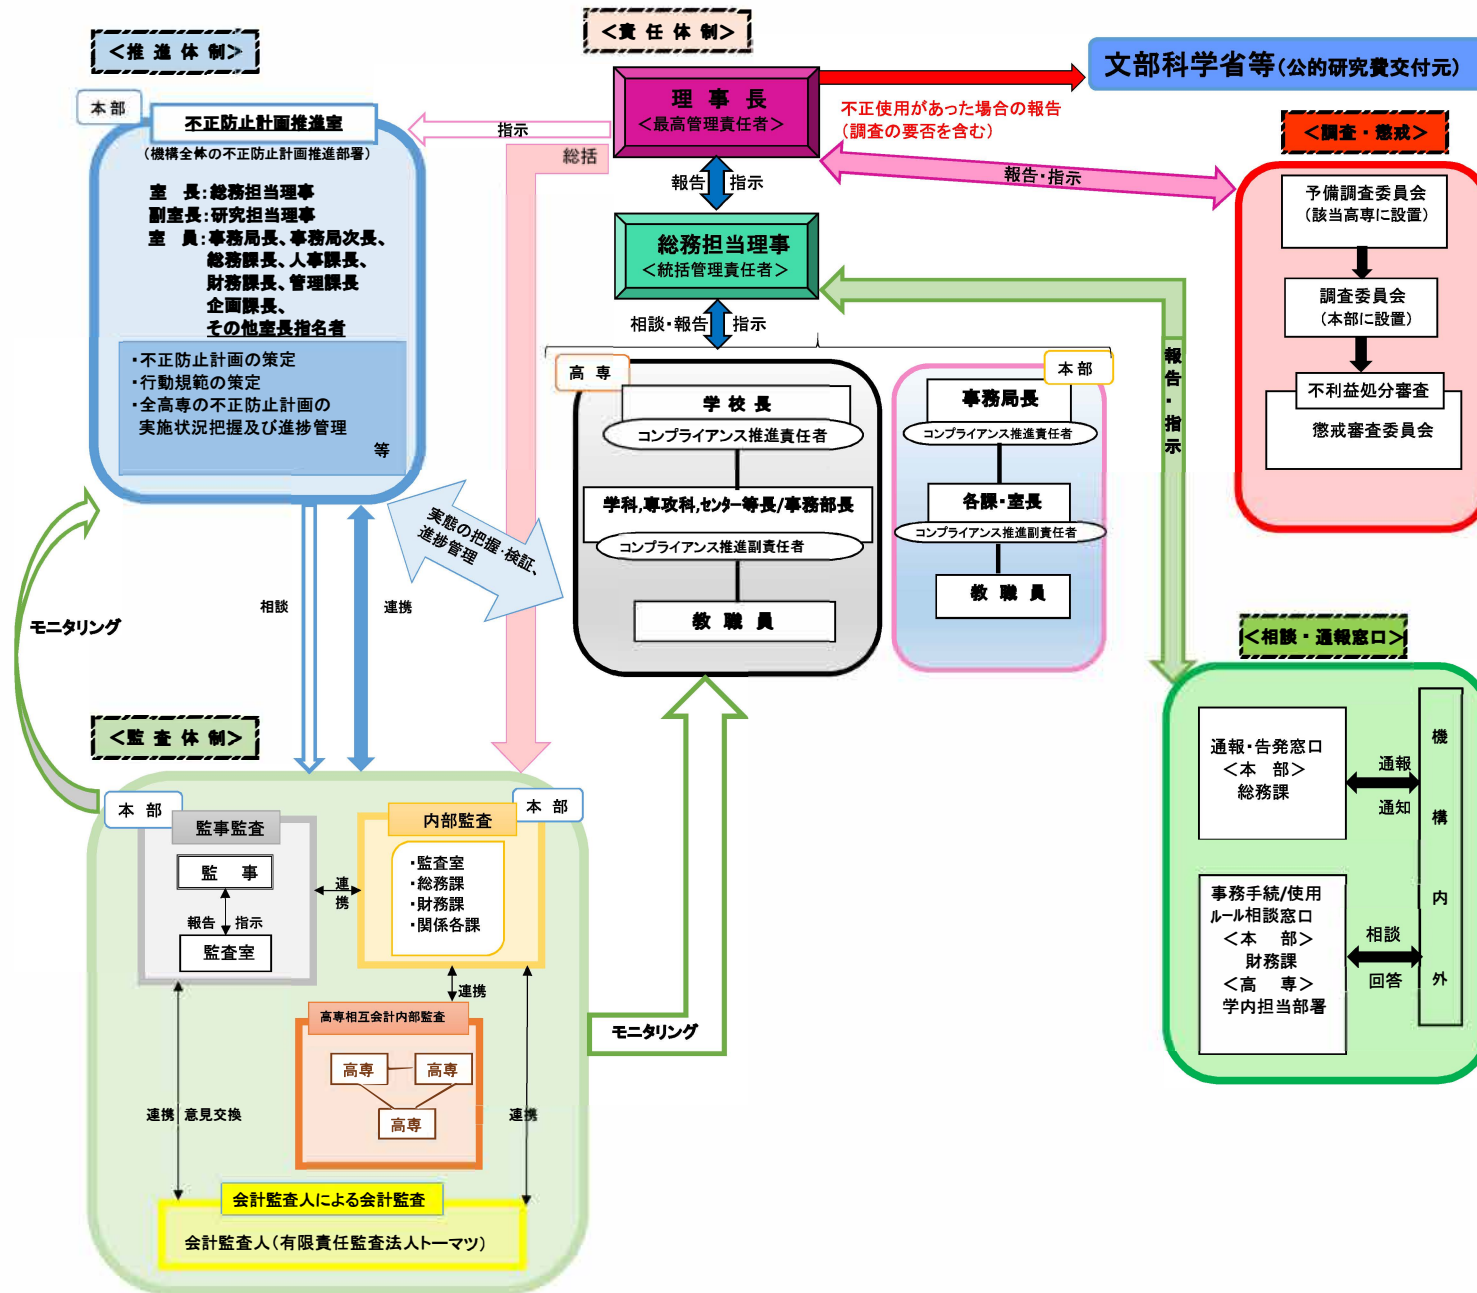 ＜推 進 体 制＞
本 部
不正防止計画推進室
（機構全体の不正防止計画推進部署）
室　長：総務担当理事
副室長：研究担当理事
室　員：事務局長、事務局次長、
総務課長、人事課長、
財務課長、管理課長
企画課長、
その他室長指名者
・不正防止計画の策定
・行動規範の策定
・全高専の不正防止計画の
実施状況把握及び進捗管理
等
＜責 任 体 制＞
理 事 長
＜最高管理責任者＞
指示
総括
文部科学省等（公的研究費交付元）
不正使用があった場合の報告
（調査の要否を含む）
報告・指示
報告
指示
総務担当理事
＜統括管理責任者＞
相談・報告
指示
高 専
学 校 長
コンプライアンス推進責任者
学科,専攻科,センター等長/事務部長
コンプライアンス推進副責任者
教 職 員
本 部
事務局長
コンプライアンス推進責任者
各課・室長
コンプライアンス推進副責任者
教 職 員
報告・指示
＜調査・懲戒＞
予備調査委員会
（該当高専に設置）
調査委員会
（本部に設置）
不利益処分審査
懲戒審査委員会
実態の把握・検証、
進捗管理
相談
連携
モニタリング
＜監 査 体 制＞
本 部
監事監査
監　事
報告
指示
監査室
連
携
本 部
内部監査
・監査室
・総務課
・財務課
・関係各課
連携
高専相互会計内部監査
高専
高専
高専
連携
意見交換
連携
会計監査人による会計監査
会計監査人（有限責任監査法人トーマツ）
モニタリング
＜相談・通報窓口＞
通報・告発窓口
＜本　部＞
総務課
通報
通知
事務手続/使用
ルール相談窓口
＜本　部＞
財務課
＜高　専＞
学内担当部署
相談
回答
機
構
内
外